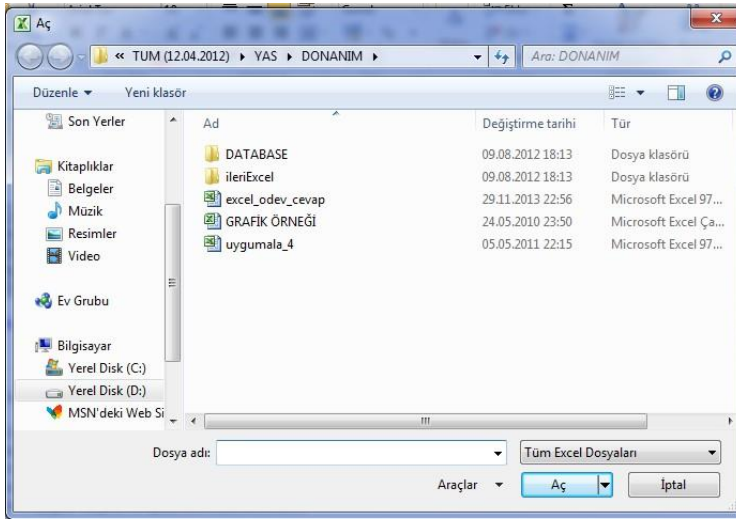 Aç
« TUM (12.04.2012) YAS DONANIM
Ara: DONANIM
Düzenle Yeni klasör
Son Yerler
Kitaplıklar
Belgeler
Müzik
Resimler
Video
Ev Grubu
Bilgisayar
Yerel Disk (C:)
Yerel Disk (D:)
MSN'deki Web Si
Ad Değiştirme tarihi Tür
DATABASE 09.08.2012 18:13 Dosya klasörü
ileriExcel 09.08.2012 18:13 Dosya klasörü
excel_odev_cevap 29.11.2013 22:56 Microsoft Excel 97...
GRAFİK ÖRNEĞİ 24.05.2010 23:50 Microsoft Excel Ça...
uygumala_4 05.05.2011 22:15 Microsoft Excel 97...
Dosya adı: Tüm Excel Dosyaları
Araçlar Aç İptal